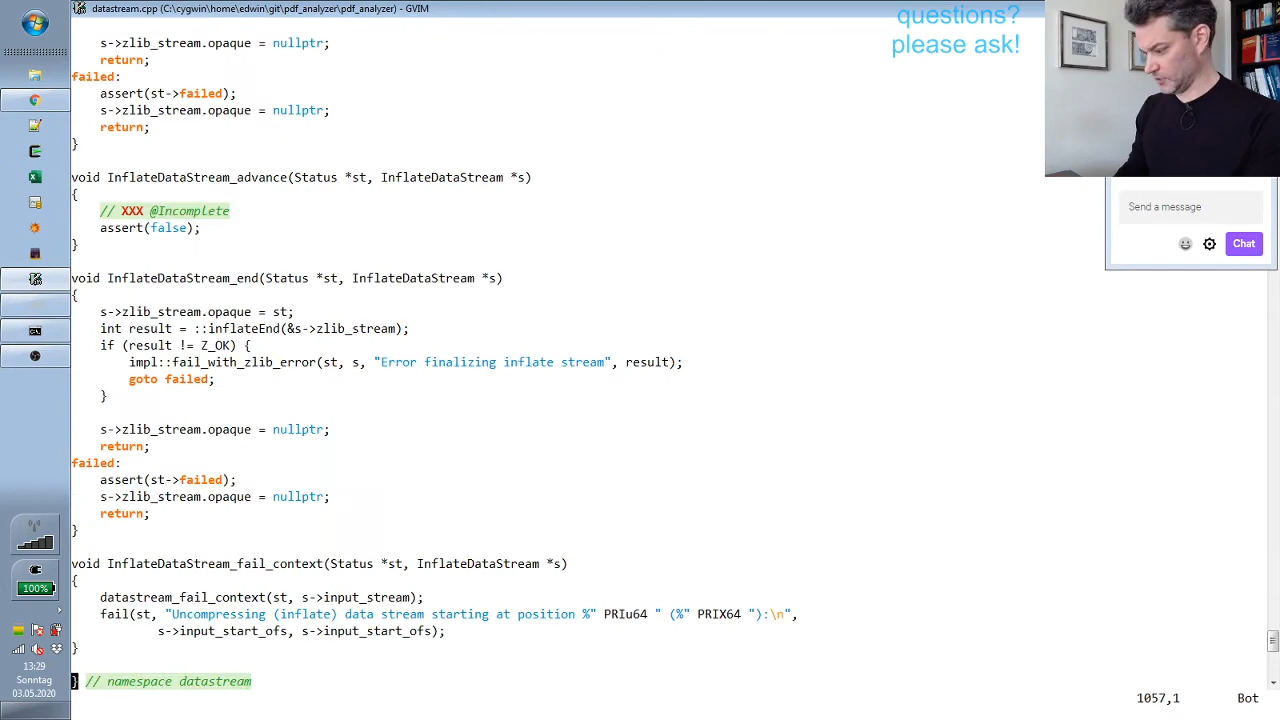 datastream.cpp (C:\cygwin\home\edwin\git\pdf_analyzer\pdf_analyzer) - GVIM
questions?
please ask!
s->zlib_stream.opaque = nullptr;
return;
failed:
assert(st->failed);
s->zlib_stream.opaque = nullptr;
return;
}
void InflateDataStream_advance(Status *st, InflateDataStream *s)
{
// XXX @Incomplete
assert(false);
}
void InflateDataStream_end(Status *st, InflateDataStream *s)
{
s->zlib_stream.opaque = st;
int result = ::inflateEnd(&s->zlib_stream);
if (result != Z_OK) {
impl::fail_with_zlib_error(st, s, "Error finalizing inflate stream", result);
goto failed;
}
s->zlib_stream.opaque = nullptr;
return;
failed:
assert(st->failed);
s->zlib_stream.opaque = nullptr;
return;
}
void InflateDataStream_fail_context(Status *st, InflateDataStream *s)
{
datastream_fail_context(st, s->input_stream);
fail(st, "Uncompressing (inflate) data stream starting at position %" PRIu64 " (%" PRIX64 "):\n",
s->input_start_ofs, s->input_start_ofs);
}
} // namespace datastream
1057,1 Bot
Send a message
Chat
100%
13:29
Sonntag
03.05.2020